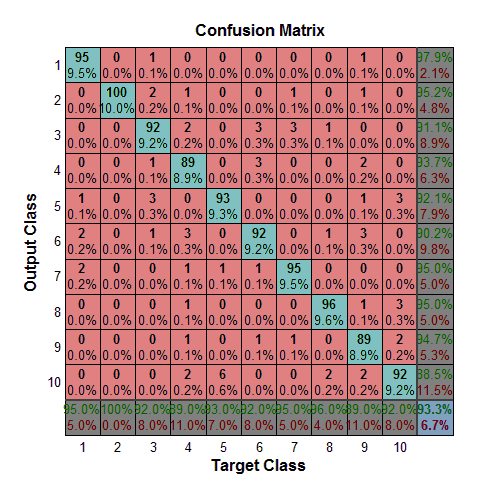 Confusion Matrix
1 95 0 1 0 0 0 0 0 1 0 97.9%
9.5% 0.0% 0.1% 0.0% 0.0% 0.0% 0.0% 0.0% 0.1% 0.0% 2.1%
2 0 100 2 1 0 0 1 0 1 0 95.2%
0.0% 10.0% 0.2% 0.1% 0.0% 0.0% 0.1% 0.0% 0.1% 0.0% 4.8%
3 0 0 92 2 0 3 3 1 0 0 91.1%
0.0% 0.0% 9.2% 0.2% 0.0% 0.3% 0.3% 0.1% 0.0% 0.0% 8.9%
4 0 0 1 89 0 3 0 0 2 0 93.7%
0.0% 0.0% 0.1% 8.9% 0.0% 0.3% 0.0% 0.0% 0.2% 0.0% 6.3%
5 1 0 3 0 93 0 0 0 1 3 92.1%
0.1% 0.0% 0.3% 0.0% 9.3% 0.0% 0.0% 0.0% 0.1% 0.3% 7.9%
6 2 0 1 3 0 92 0 1 3 0 90.2%
0.2% 0.0% 0.1% 0.3% 0.0% 9.2% 0.0% 0.1% 0.3% 0.0% 9.8%
7 2 0 0 1 1 1 95 0 0 0 95.0%
0.2% 0.0% 0.0% 0.1% 0.1% 0.1% 9.5% 0.0% 0.0% 0.0% 5.0%
8 0 0 0 1 0 0 0 96 1 3 95.0%
0.0% 0.0% 0.0% 0.1% 0.0% 0.0% 0.0% 9.6% 0.1% 0.3% 5.0%
9 0 0 0 1 0 1 1 0 89 2 94.7%
0.0% 0.0% 0.0% 0.1% 0.0% 0.1% 0.1% 0.0% 8.9% 0.2% 5.3%
10 0 0 0 2 6 0 0 2 2 92 88.5%
0.0% 0.0% 0.0% 0.2% 0.6% 0.0% 0.0% 0.2% 0.2% 9.2% 11.5%
95.0% 100% 92.0% 89.0% 93.0% 92.0% 95.0% 96.0% 89.0% 92.0% 93.3%
5.0% 0.0% 8.0% 11.0% 7.0% 8.0% 5.0% 4.0% 11.0% 8.0% 6.7%
1 2 3 4 5 6 7 8 9 10
Target Class
Output Class